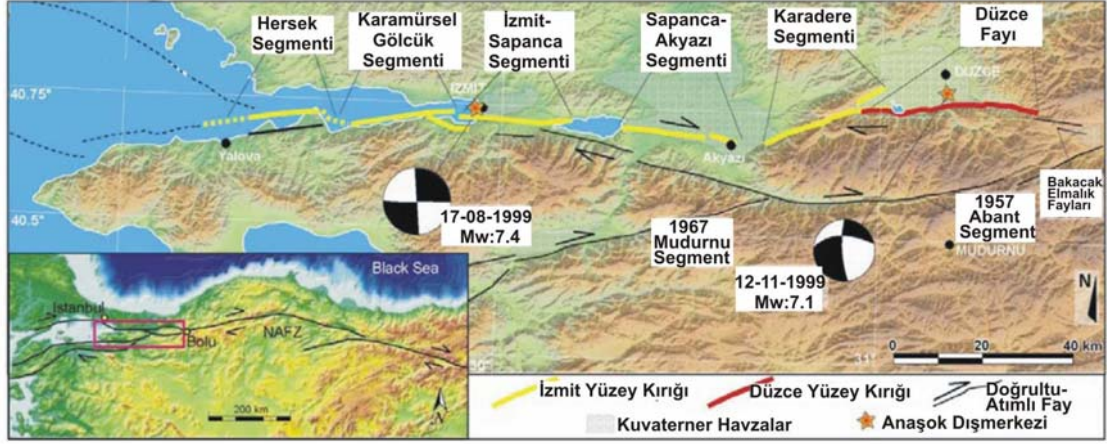 Hersek
Segmenti
Karamürsel
Gölcük
Segmenti
İzmit-
Sapanca
Segmenti
Sapanca-
Akyazı
Segmenti
Karadere
Segmenti
Düzce
Fayı
40.75°
İZMİT
DÜZCE
Yalova
Akyazı
40.5°
17-08-1999
Mw:7.4
1967
Mudurnu
Segment
12-11-1999
Mw:7.1
1957
Abant
Segment
MUDURNU
Bakacak
Elmalık
Fayları
N
30°
31°
0 20 40 km
Black Sea
Istanbul
Bolu
NAFZ
200 km
İzmit Yüzey Kırığı
Düzce Yüzey Kırığı
Doğrultu-
Atımlı Fay
Kuvaterner Havzalar
Anaşok Dışmerkezi